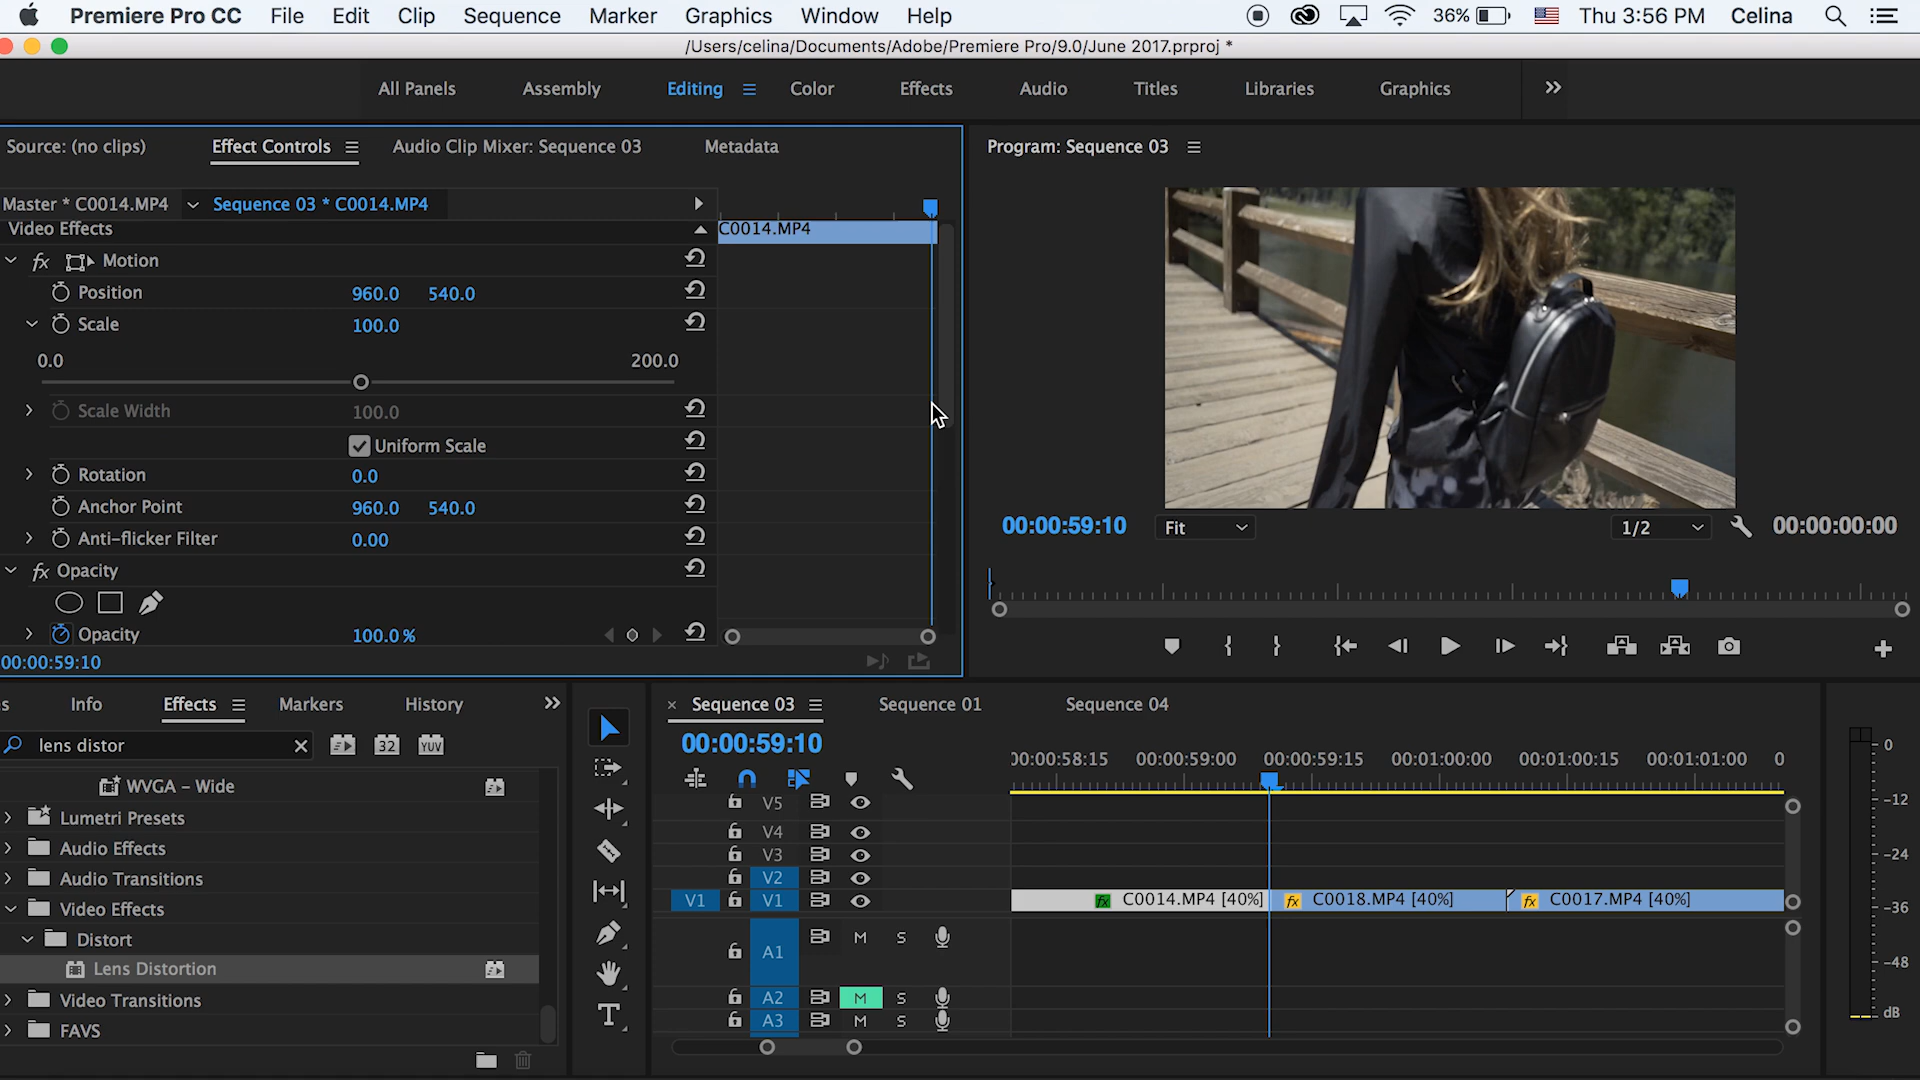 Premiere Pro CC File Edit Clip Sequence Marker Graphics Window Help 36% Thu 3:56 PM Celina
/Users/celina/Documents/Adobe/Premiere Pro/9.0/June 2017.prproj *
All Panels Assembly Editing Color Effects Audio Titles Libraries Graphics
Source: (no clips) Effect Controls Audio Clip Mixer: Sequence 03 Metadata
Master * C0014.MP4 Sequence 03 * C0014.MP4
Video Effects C0014.MP4
fx Motion
Position 960.0 540.0
Scale 100.0
0.0 200.0
Scale Width 100.0
Uniform Scale
Rotation 0.0
Anchor Point 960.0 540.0
Anti-flicker Filter 0.00
fx Opacity
Opacity 100.0 %
00:00:59:10
Program: Sequence 03
00:00:59:10 Fit 1/2 00:00:00:00
s Info Effects Markers History
lens distor 32 YUV
WVGA – Wide
Lumetri Presets
Audio Effects
Audio Transitions
Video Effects
Distort
Lens Distortion
Video Transitions
FAVS
T
× Sequence 03 Sequence 01 Sequence 04
00:00:59:10
00:00:58:15 00:00:59:00 00:00:59:15 00:01:00:00 00:01:00:15 00:01:01:00 0
V5
V4
V3
V2
V1 V1 fx C0014.MP4 [40%] fx C0018.MP4 [40%] fx C0017.MP4 [40%]
A1 M S
A2 M S
A3 M S
0
-12
-24
-36
-48
dB